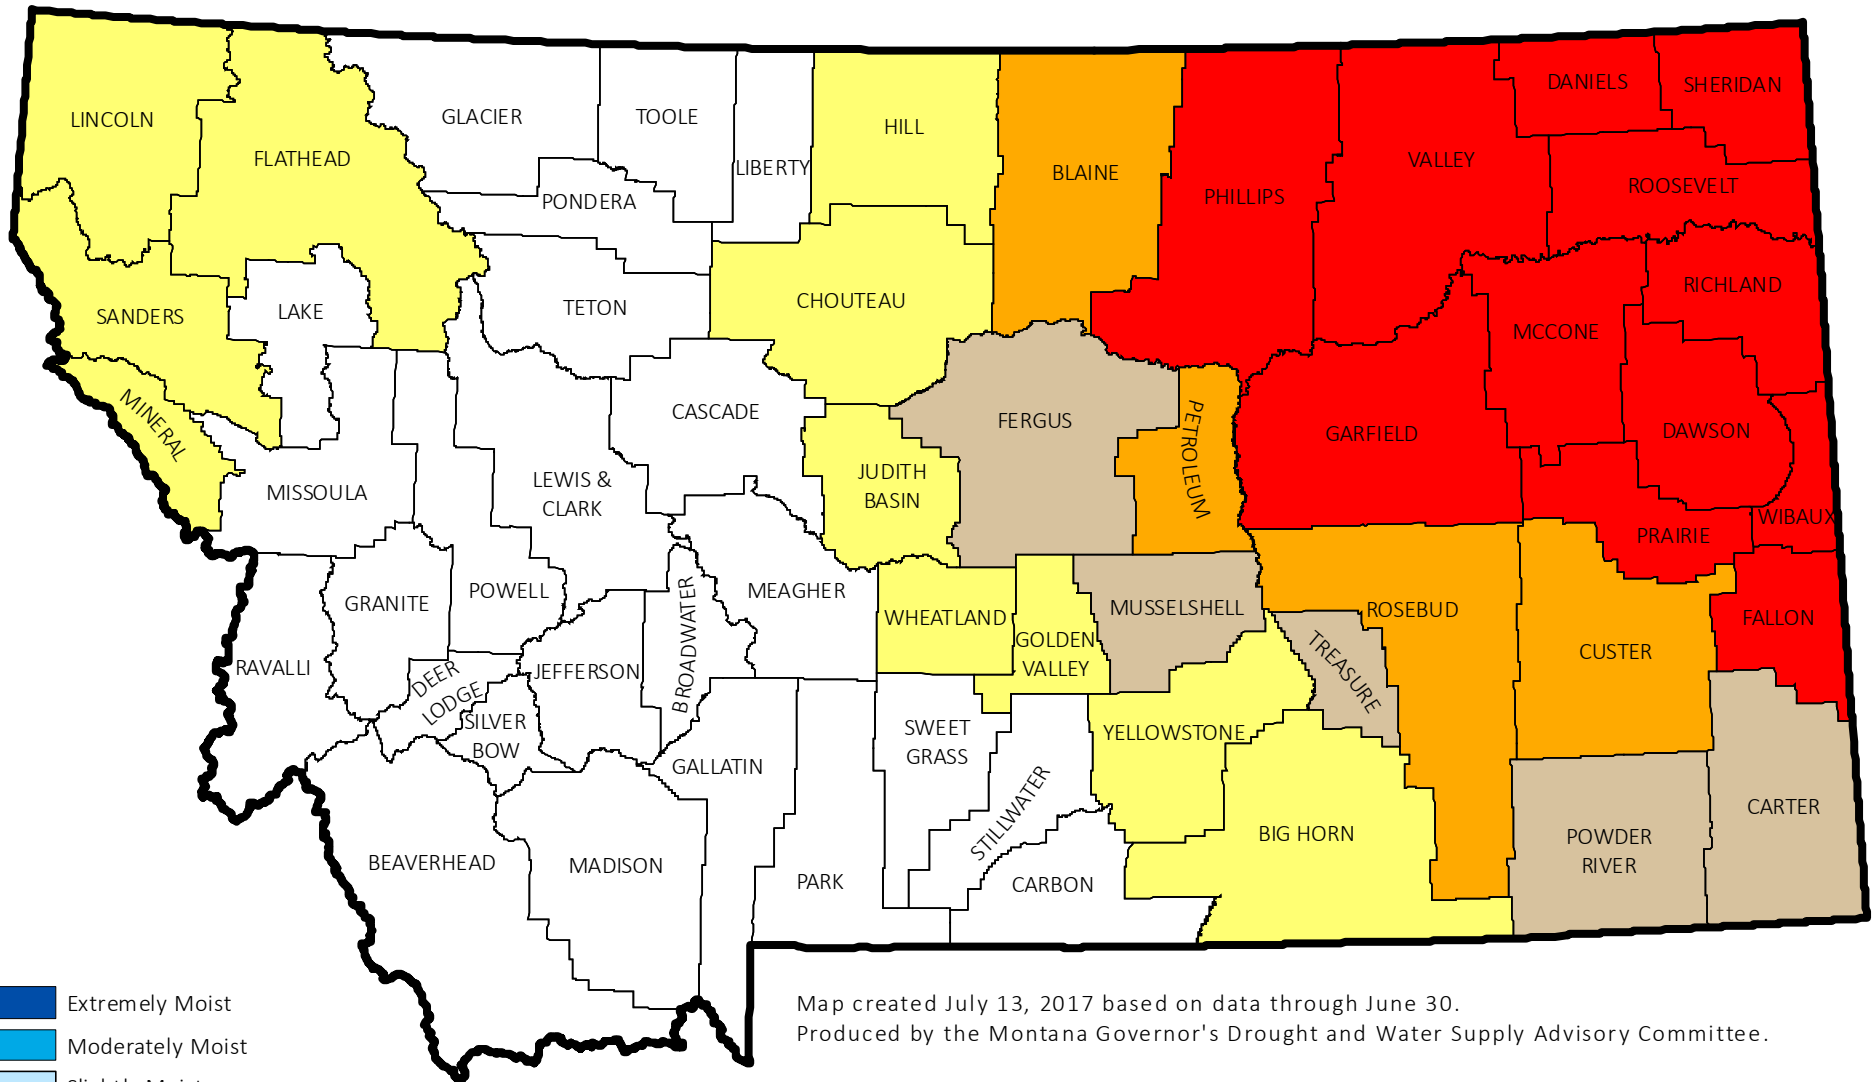 LINCOLN
FLATHEAD
GLACIER
TOOLE
LIBERTY
HILL
BLAINE
PHILLIPS
VALLEY
DANIELS
SHERIDAN
ROOSEVELT
PONDERA
SANDERS
LAKE
TETON
CHOUTEAU
RICHLAND
MCCONE
MINERAL
CASCADE
FERGUS
PETROLEUM
GARFIELD
DAWSON
MISSOULA
LEWIS &
CLARK
JUDITH
BASIN
WIBAUX
PRAIRIE
GRANITE
POWELL
BROADWATER
MEAGHER
WHEATLAND
GOLDEN
VALLEY
MUSSELSHELL
ROSEBUD
TREASURE
CUSTER
FALLON
RAVALLI
DEER
LODGE
JEFFERSON
SILVER
BOW
GALLATIN
SWEET
GRASS
YELLOWSTONE
STILLWATER
BIG HORN
POWDER
RIVER
CARTER
BEAVERHEAD
MADISON
PARK
CARBON
Extremely Moist
Moderately Moist
Map created July 13, 2017 based on data through June 30.
Produced by the Montana Governor's Drought and Water Supply Advisory Committee.